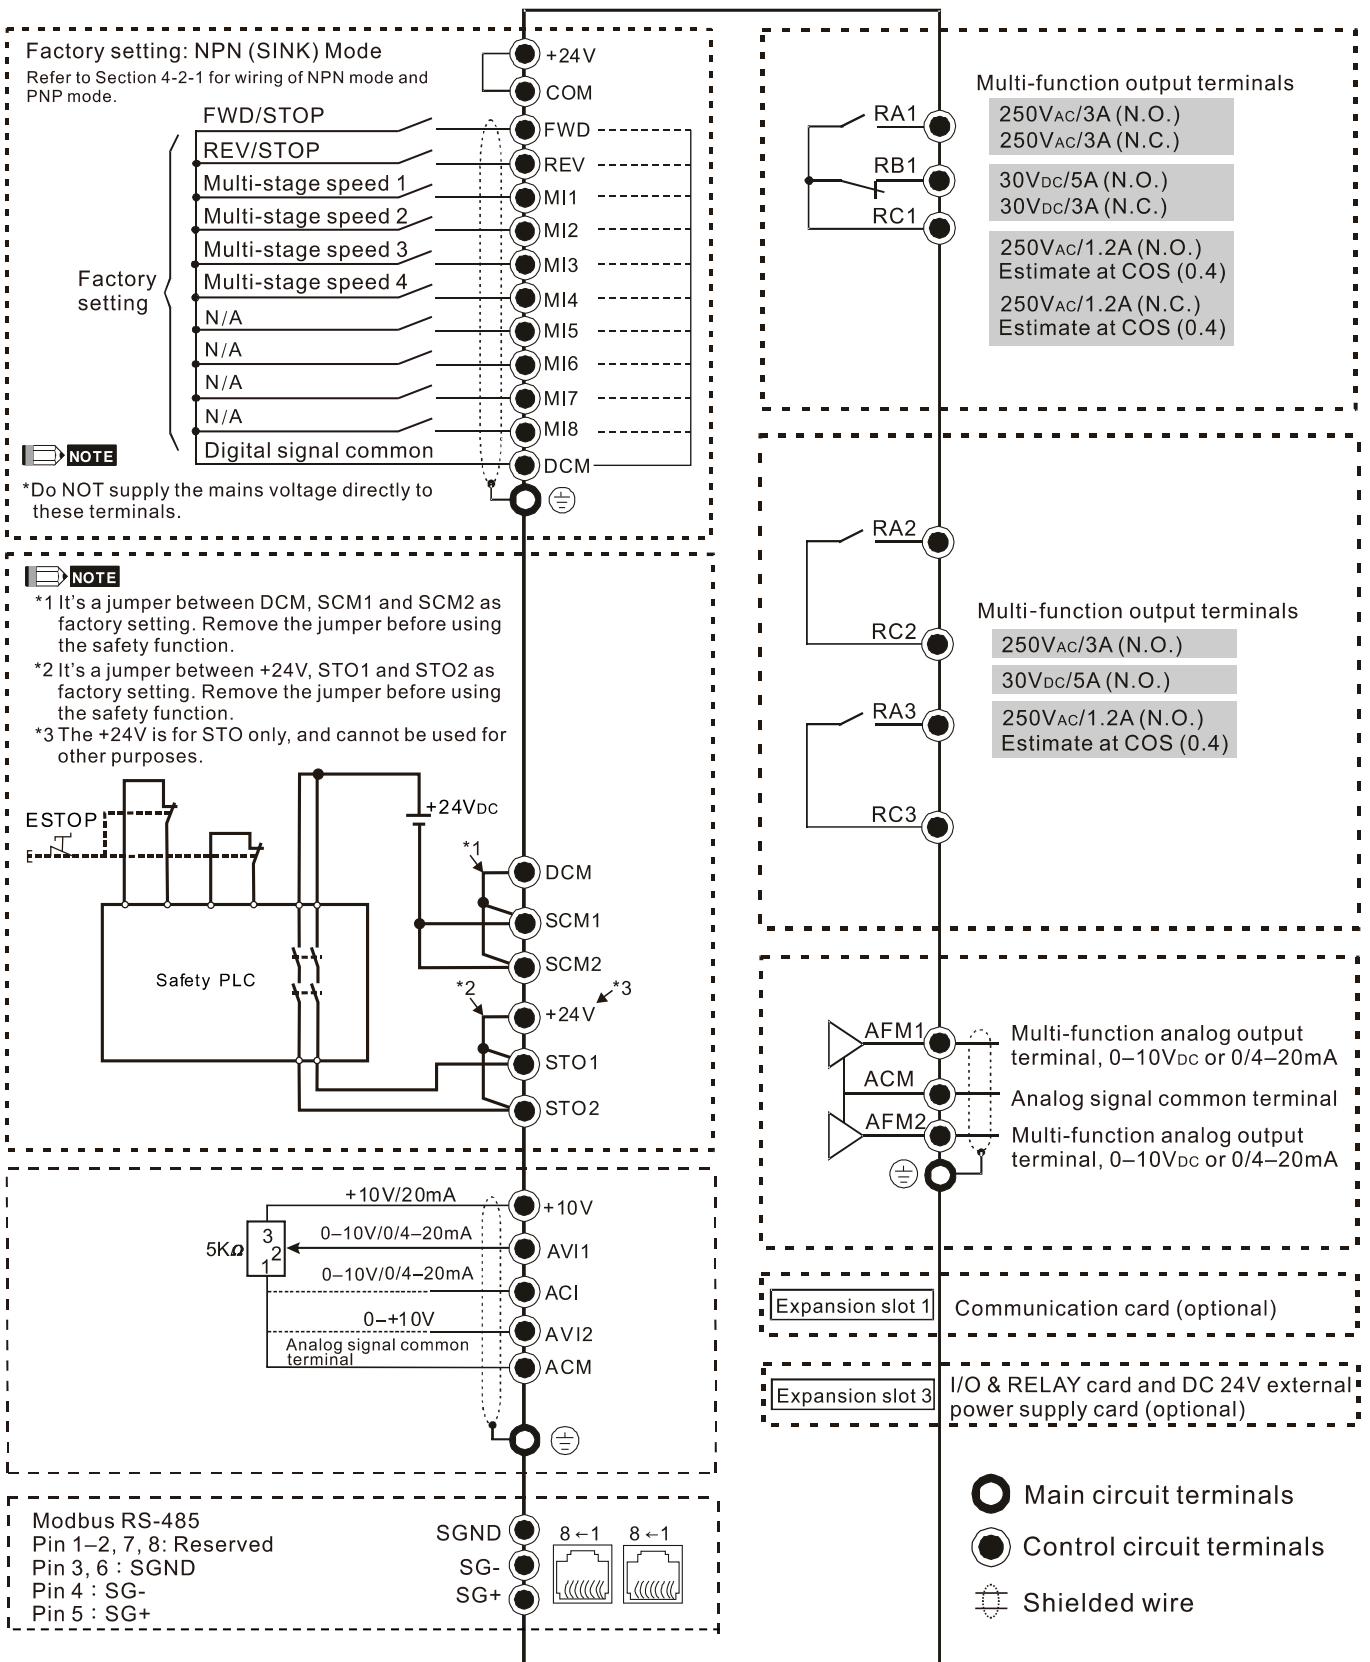 Factory setting: NPN (SINK) Mode
Refer to Section 4-2-1 for wiring of NPN mode and
PNP mode.
+24V
COM
FWD/STOP
FWD
REV/STOP
REV
Multi-stage speed 1
MI1
Multi-stage speed 2
MI2
Multi-stage speed 3
MI3
Factory
setting
Multi-stage speed 4
MI4
N/A
MI5
N/A
MI6
N/A
MI7
N/A
MI8
Digital signal common
DCM
NOTE
*Do NOT supply the mains voltage directly to
these terminals.
NOTE
*1 It's a jumper between DCM, SCM1 and SCM2 as
factory setting. Remove the jumper before using
the safety function.
*2 It's a jumper between +24V, STO1 and STO2 as
factory setting. Remove the jumper before using
the safety function.
*3 The +24V is for STO only, and cannot be used for
other purposes.
ESTOP
+24VDC
*1
DCM
SCM1
SCM2
Safety PLC
*2
+24V
*3
STO1
STO2
+10V/20mA
+10V
5KΩ
3
2
1
0–10V/0/4–20mA
AVI1
0–10V/0/4–20mA
ACI
0–+10V
AVI2
Analog signal common
terminal
ACM
Modbus RS-485
Pin 1–2, 7, 8: Reserved
Pin 3, 6 : SGND
Pin 4 : SG-
Pin 5 : SG+
SGND
SG-
SG+
8←1
8←1
Multi-function output terminals
RA1
250VAC/3A (N.O.)
250VAC/3A (N.C.)
RB1
30VDC/5A (N.O.)
30VDC/3A (N.C.)
RC1
250VAC/1.2A (N.O.)
Estimate at COS (0.4)
250VAC/1.2A (N.C.)
Estimate at COS (0.4)
RA2
RC2
Multi-function output terminals
250VAC/3A (N.O.)
30VDC/5A (N.O.)
RA3
250VAC/1.2A (N.O.)
Estimate at COS (0.4)
RC3
AFM1
Multi-function analog output
terminal, 0–10VDC or 0/4–20mA
ACM
Analog signal common terminal
AFM2
Multi-function analog output
terminal, 0–10VDC or 0/4–20mA
Expansion slot 1
Communication card (optional)
Expansion slot 3
I/O & RELAY card and DC 24V external
power supply card (optional)
Main circuit terminals
Control circuit terminals
Shielded wire